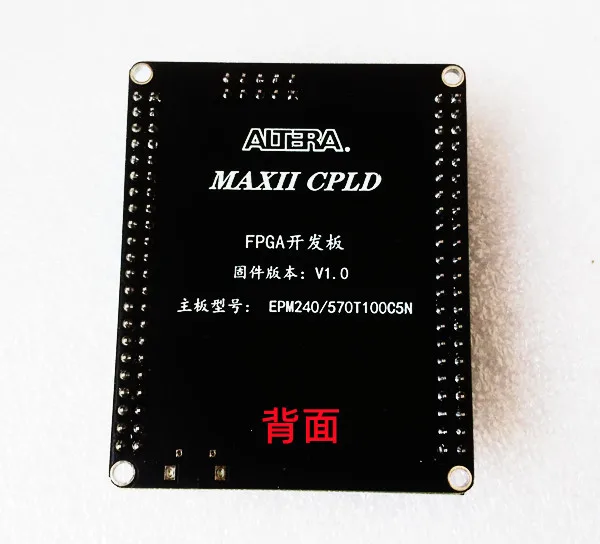 ALTERA.
MAXII CPLD
FPGA开发板
固件版本：V1.0
主板型号： EPM240/570T100C5N
背面